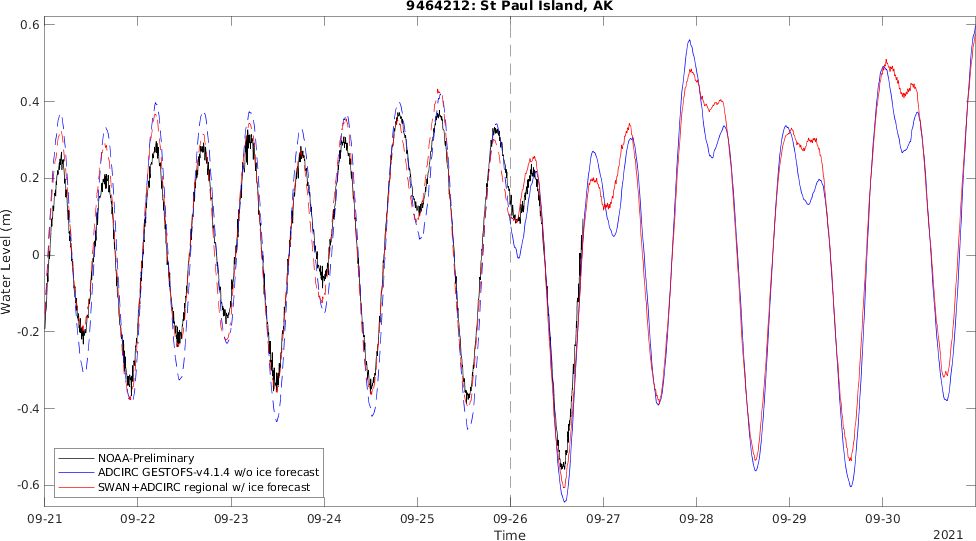 9464212: St Paul Island, AK
0.6
0.4
0.2
0
-0.2
-0.4
-0.6
Water Level (m)
NOAA-Preliminary
ADCIRC GESTOFS-v4.1.4 w/o ice forecast
SWAN+ADCIRC regional w/ ice forecast
09-21 09-22 09-23 09-24 09-25 09-26 09-27 09-28 09-29 09-30
Time
2021